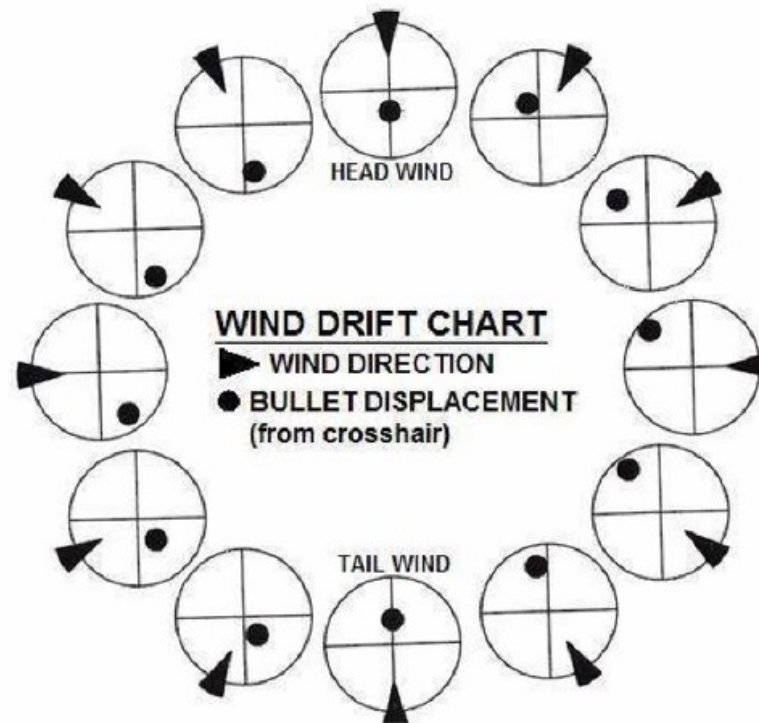 HEAD WIND
WIND DRIFT CHART
WIND DIRECTION
BULLET DISPLACEMENT
(from crosshair)
TAIL WIND